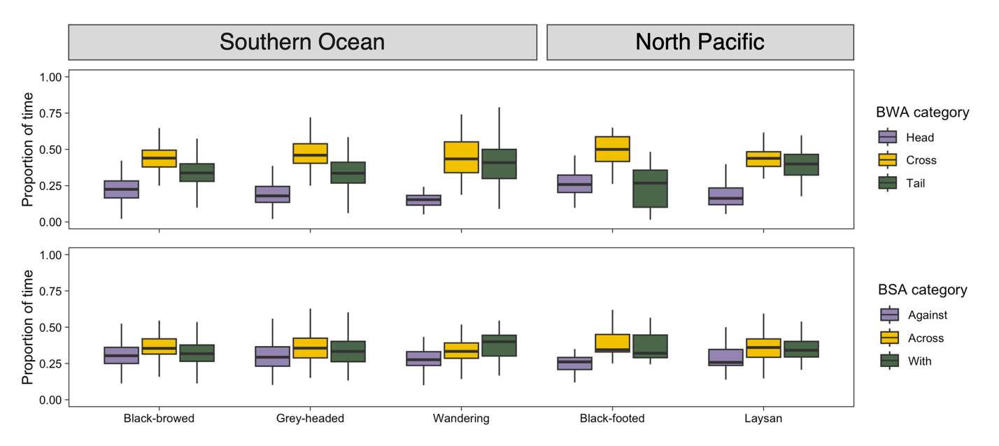 Southern Ocean
North Pacific
Proportion of time
1.00
0.75
0.50
0.25
0.00
BWA category
Head
Cross
Tail
Proportion of time
1.00
0.75
0.50
0.25
0.00
BSA category
Against
Across
With
Black-browed
Grey-headed
Wandering
Black-footed
Laysan